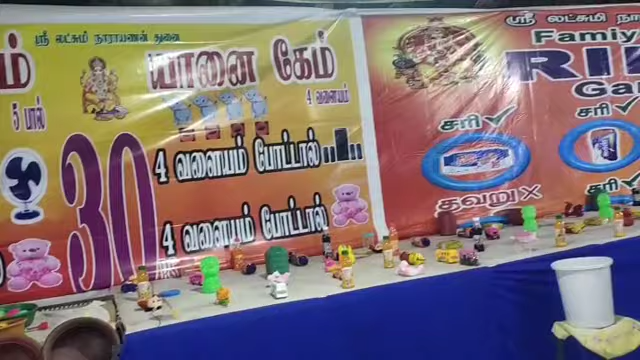 ஸ்ரீ லட்சுமி நாராயணன் துணை
யானை கேம்
4 வளையம்
5 பால்
30
4 வளையம் போட்டால்
4 வளையம் போட்டால்
ஸ்ரீ லட்சுமி
Famiy
RIN
Ga
சரி
சரி
தவறு
சரி